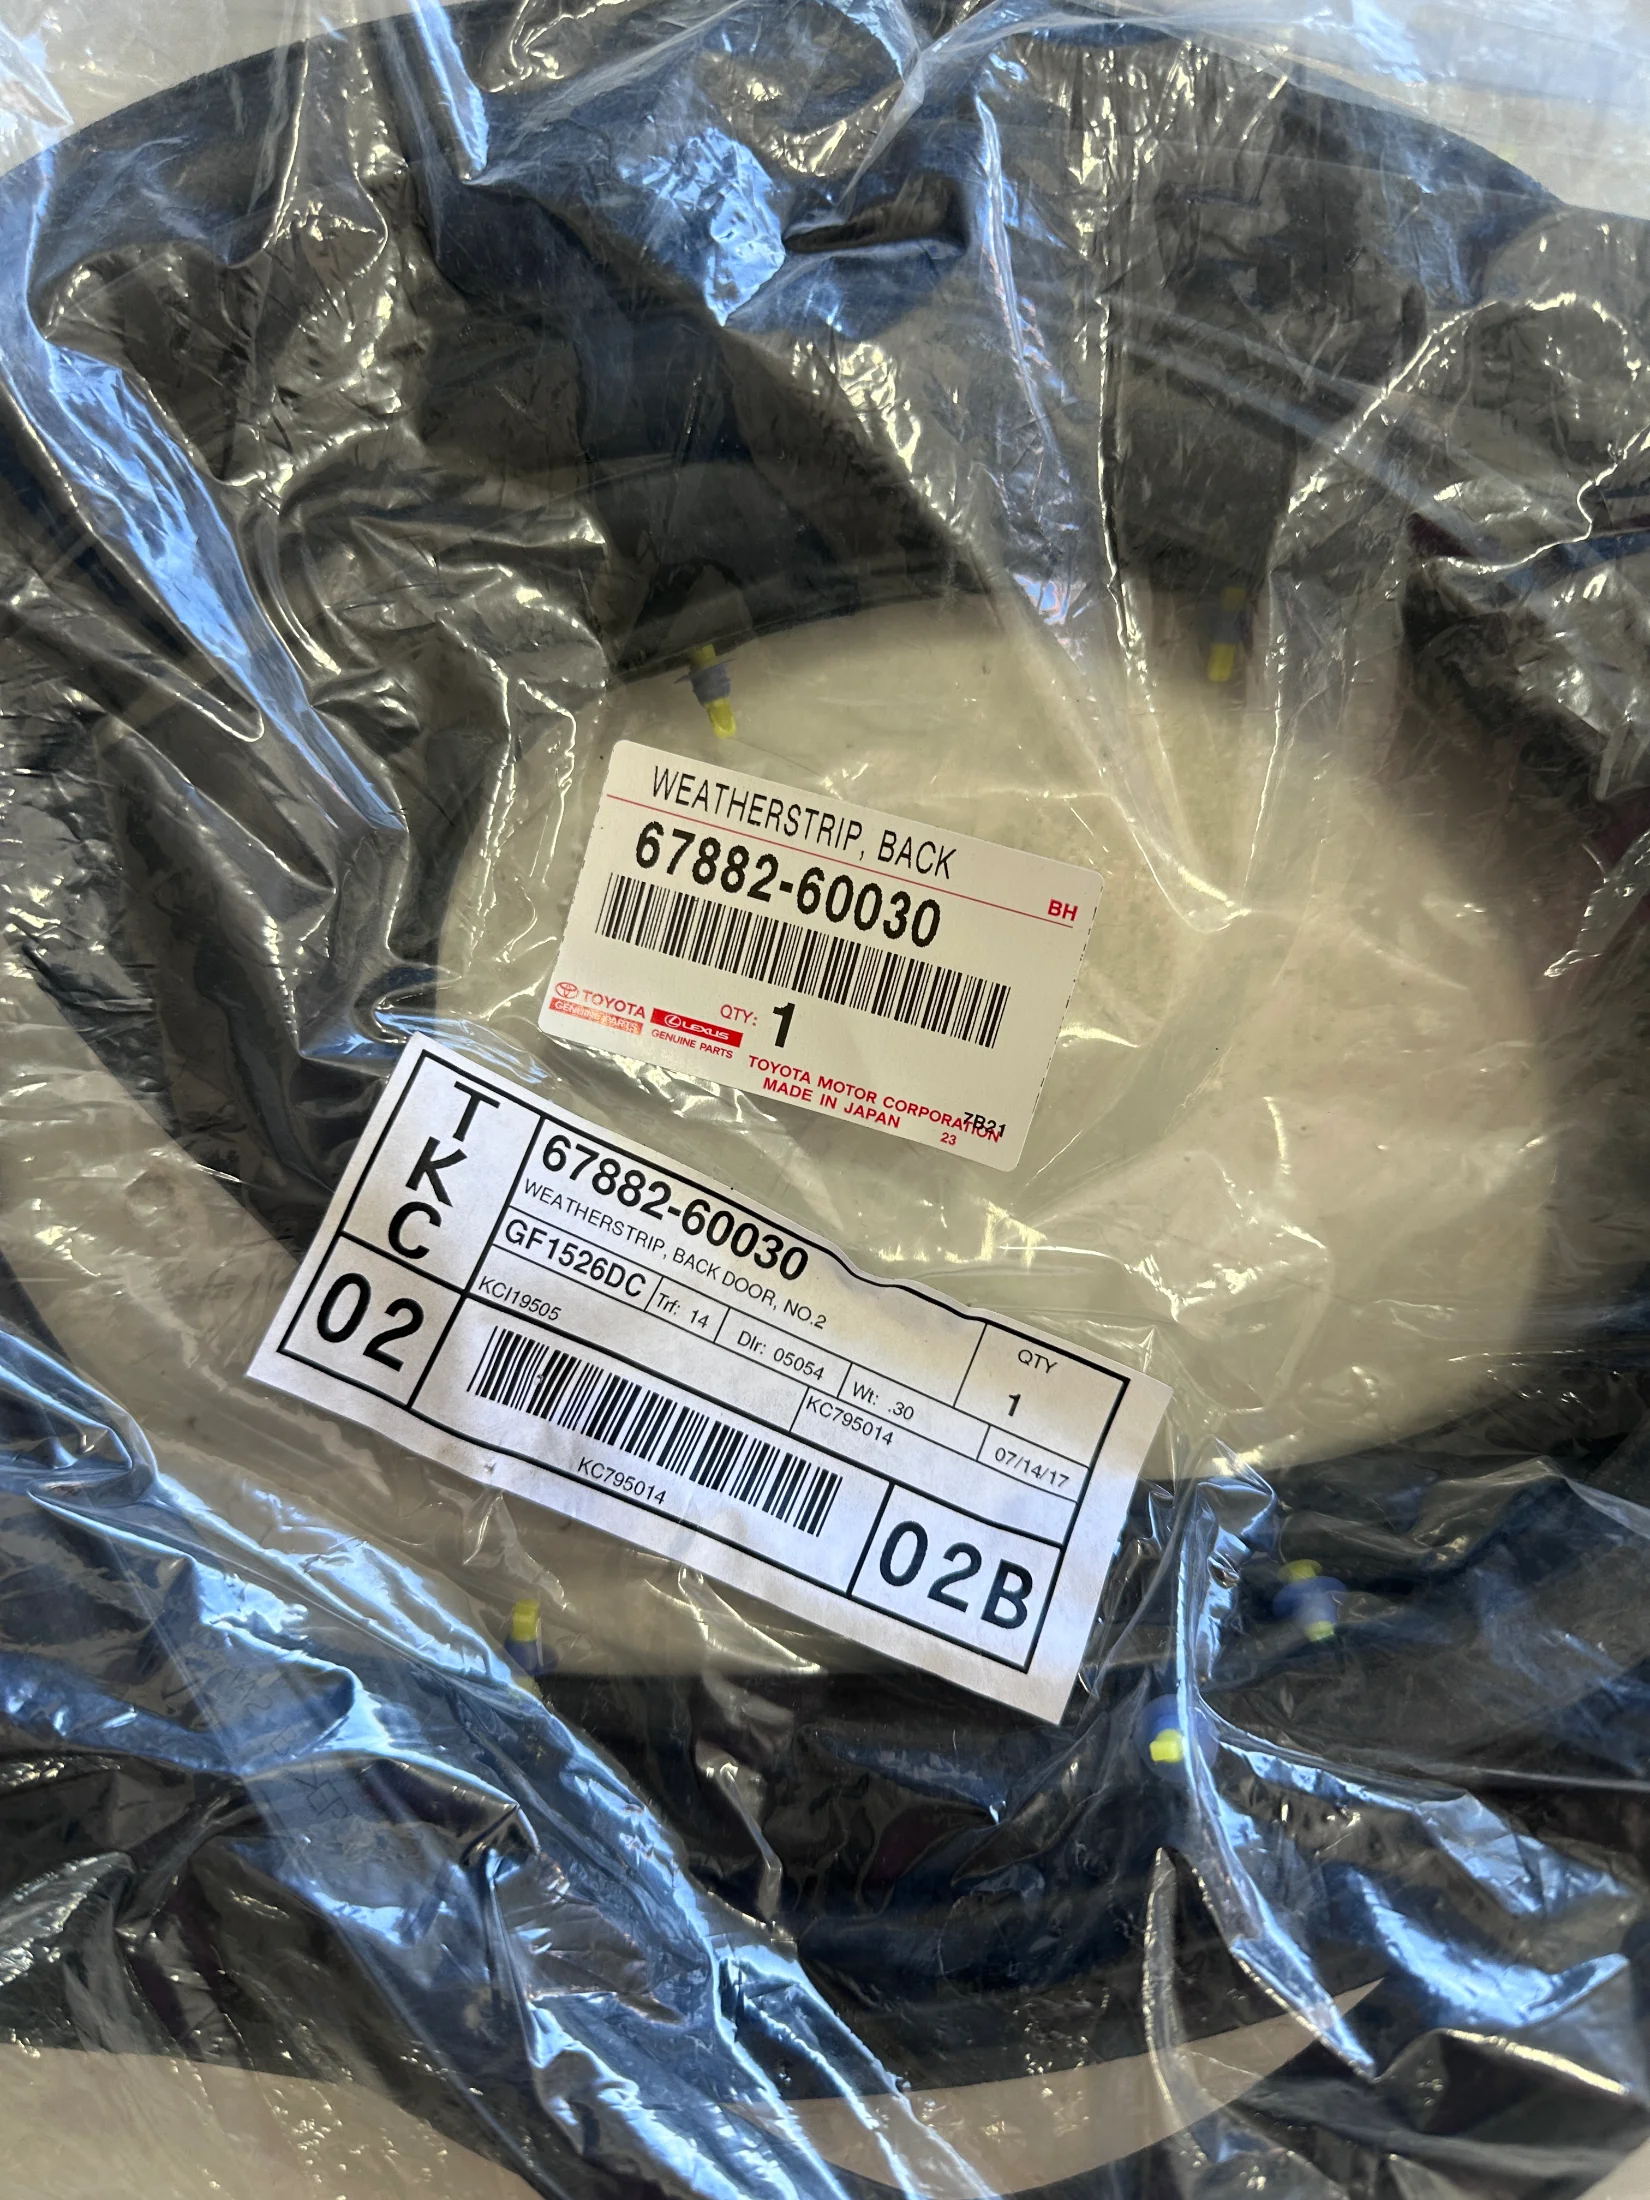 WEATHERSTRIP, BACK
BH
67882-60030
TOYOTA
GENUINE PARTS
LEXUS
GENUINE PARTS
QTY: 1
TOYOTA MOTOR CORPORATION
MADE IN JAPAN
23
7B21
TKC
02
67882-60030
WEATHERSTRIP, BACK DOOR, NO.2
QTY
1
GF1526DC
Trf: 14
Dlr: 05054
Wt: .30
07/14/17
KCI19505
KC795014
KC795014
02B